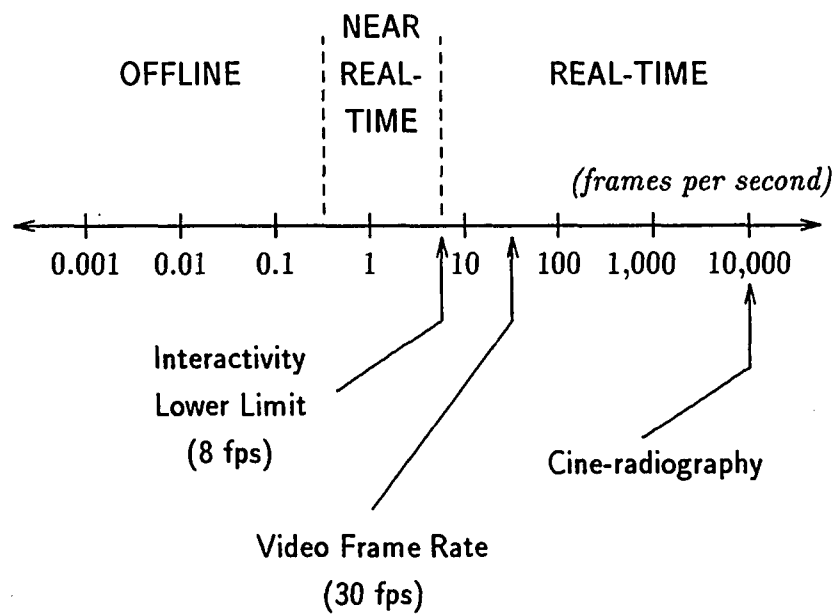 NEAR
OFFLINE REAL- REAL-TIME
TIME
(frames per second)
0.001 0.01 0.1 1 10 100 1,000 10,000
Interactivity
Lower Limit
(8 fps)
Cine-radiography
Video Frame Rate
(30 fps)